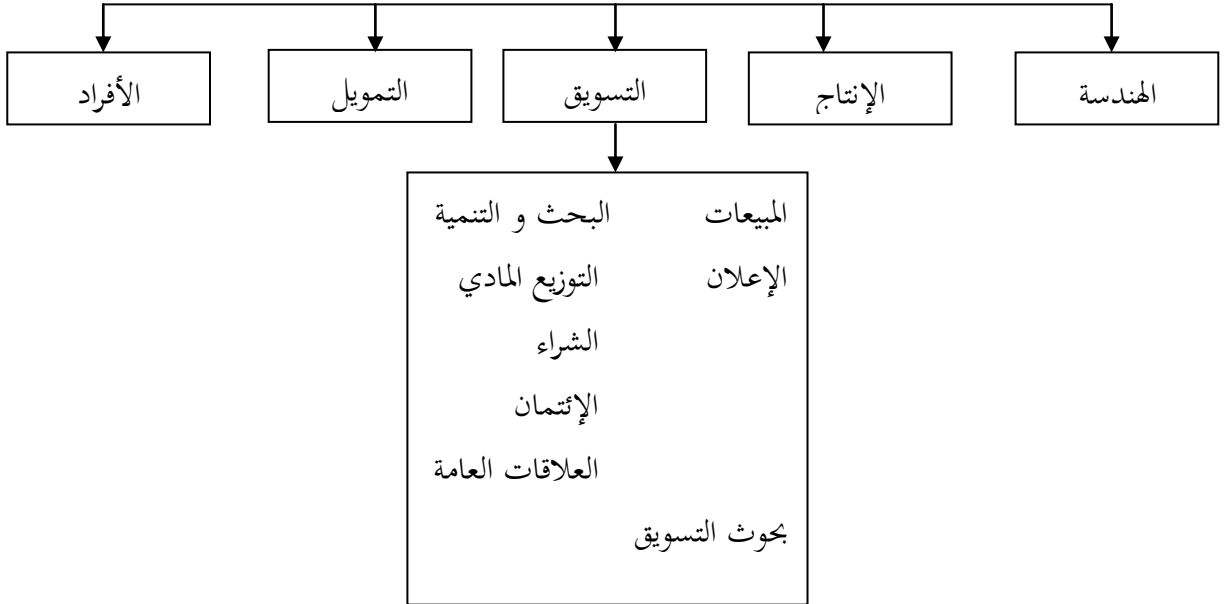 الهندسة
الإنتاج
التسويق
التمويل
الأفراد
المبيعات البحث و التنمية
الإعلان التوزيع المادي
الشراء
الإئتمان
العلاقات العامة
بحوث التسويق